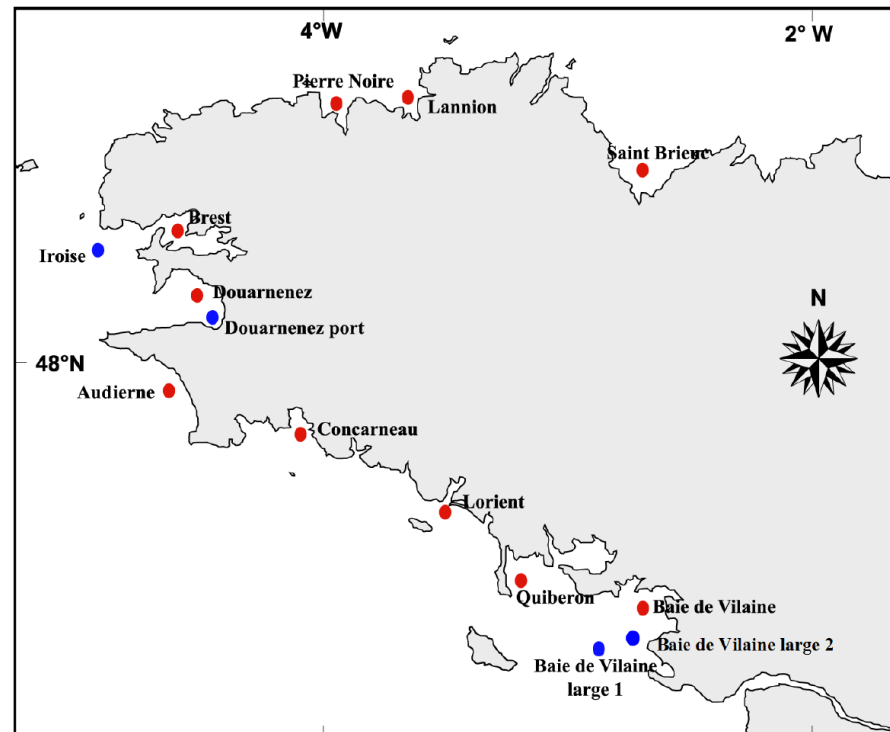 4°W
2° W
Pierre Noire
Lannion
Saint Brieuc
Brest
Iroise
Douarnenez
N
Douarnenez port
48°N
Audierne
Concarneau
Lorient
Quiberon
Baie de Vilaine
Baie de Vilaine large 2
Baie de Vilaine
large 1